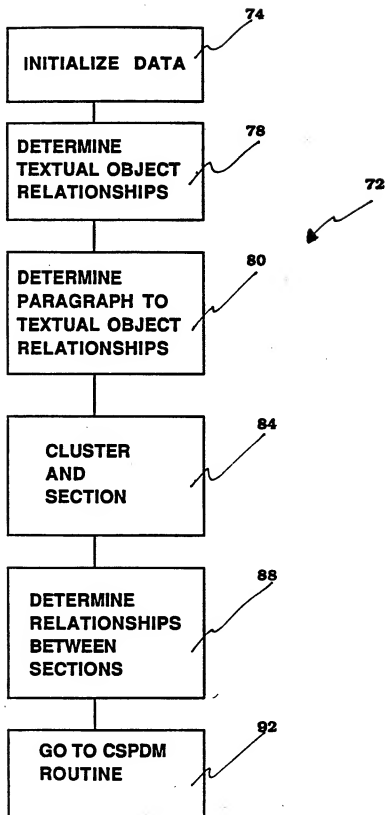 74
INITIALIZE DATA
78
DETERMINE
TEXTUAL OBJECT
RELATIONSHIPS
72
80
DETERMINE
PARAGRAPH TO
TEXTUAL OBJECT
RELATIONSHIPS
84
CLUSTER
AND
SECTION
88
DETERMINE
RELATIONSHIPS
BETWEEN
SECTIONS
92
GO TO CSPDM
ROUTINE